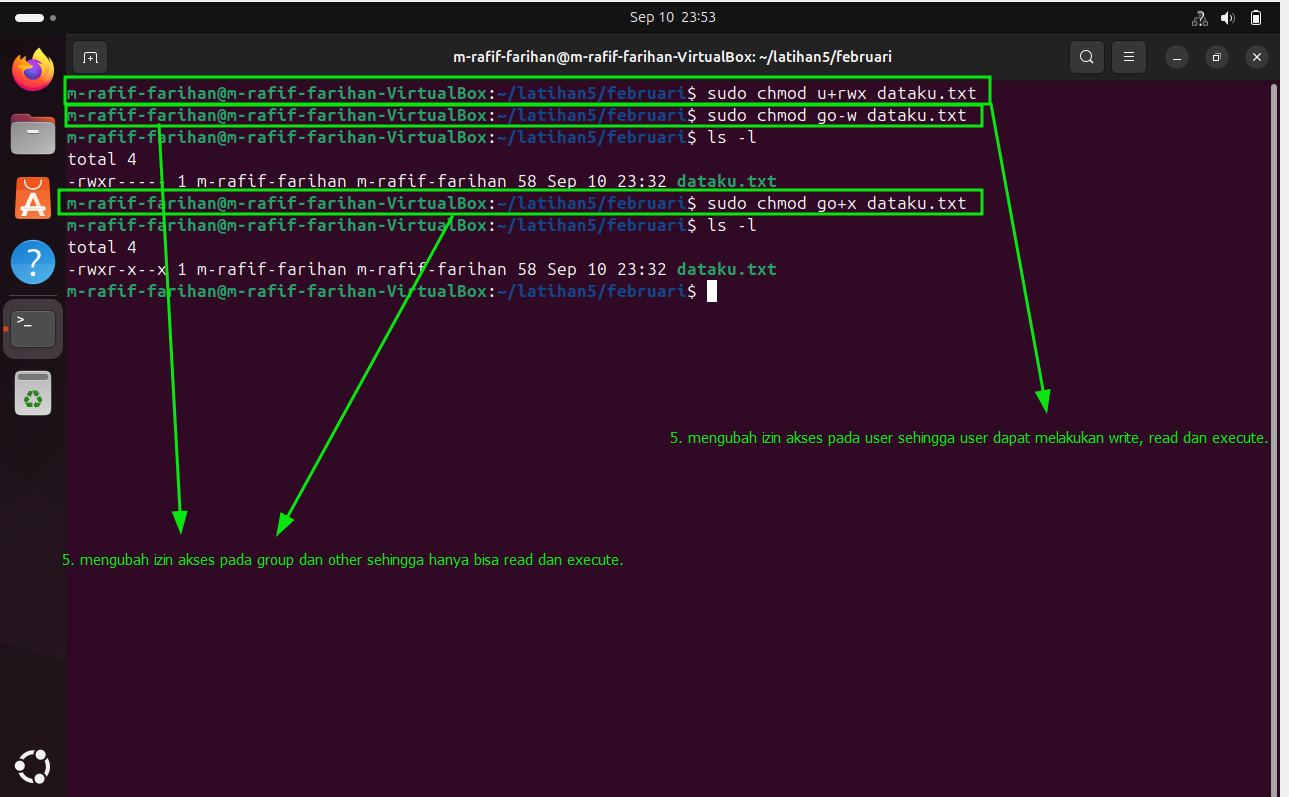 Sep 10 23:53
m-rafif-farihan@m-rafif-farihan-VirtualBox: ~/latihan5/februari
m-rafif-farihan@m-rafif-farihan-VirtualBox:~/latihan5/februari$ sudo chmod u+rwx dataku.txt
m-rafif-farihan@m-rafif-farihan-VirtualBox:~/latihan5/februari$ sudo chmod go-w dataku.txt
m-rafif-farihan@m-rafif-farihan-VirtualBox:~/latihan5/februari$ ls -l
total 4
-rwxr----- 1 m-rafif-farihan m-rafif-farihan 58 Sep 10 23:32 dataku.txt
m-rafif-farihan@m-rafif-farihan-VirtualBox:~/latihan5/februari$ sudo chmod go+x dataku.txt
m-rafif-farihan@m-rafif-farihan-VirtualBox:~/latihan5/februari$ ls -l
total 4
-rwxr-x--x 1 m-rafif-farihan m-rafif-farihan 58 Sep 10 23:32 dataku.txt
m-rafif-farihan@m-rafif-farihan-VirtualBox:~/latihan5/februari$
5. mengubah izin akses pada user sehingga user dapat melakukan write, read dan execute.
5. mengubah izin akses pada group dan other sehingga hanya bisa read dan execute.